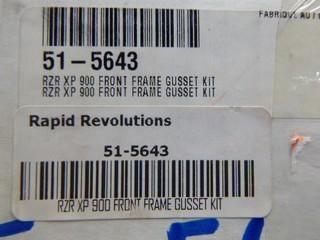 FABRIQUE AU T
51-5643
RZR XP 900 FRONT FRAME GUSSET KIT
RZR XP 900 FRONT FRAME GUSSET KIT
Rapid Revolutions
51-5643
RZR XP 900 FRONT FRAME GUSSET KIT